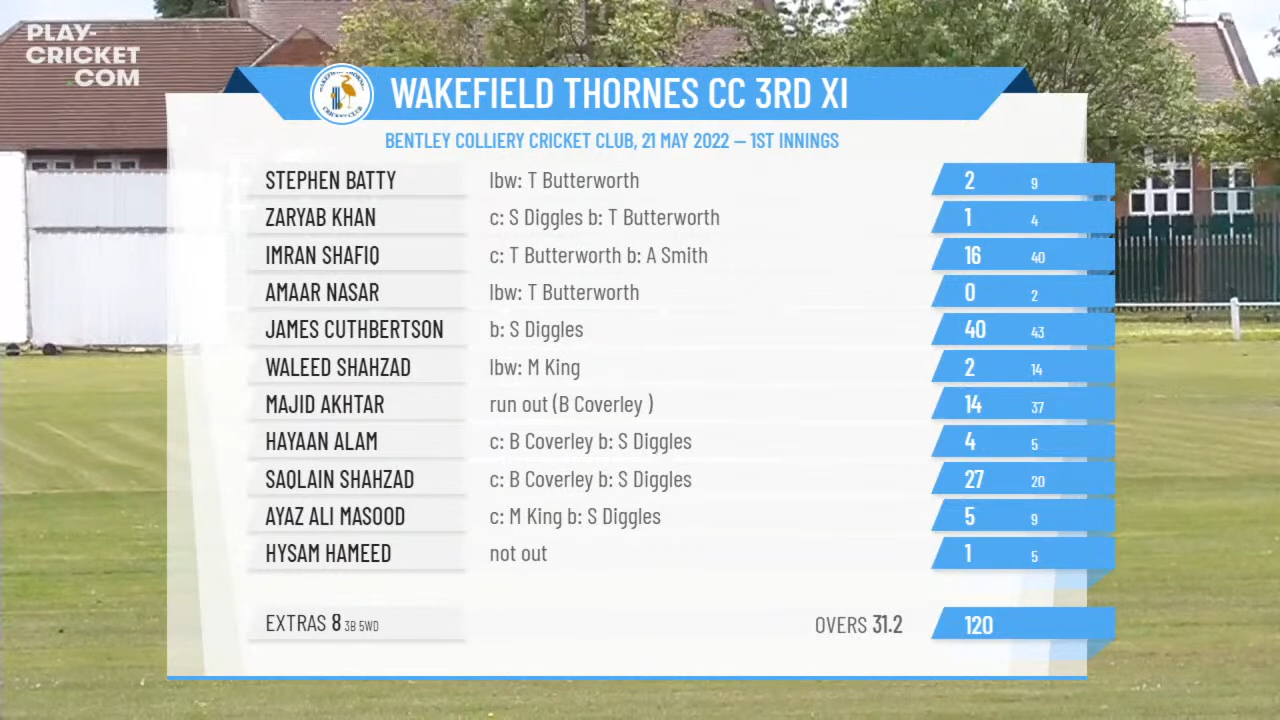 PLAY-
CRICKET
.COM
WAKEFIELD THORNES CC 3RD XI
BENTLEY COLLIERY CRICKET CLUB, 21 MAY 2022 – 1ST INNINGS
STEPHEN BATTY lbw: T Butterworth 2 9
ZARYAB KHAN c: S Diggles b: T Butterworth 1 4
IMRAN SHAFIQ c: T Butterworth b: A Smith 16 40
AMAAR NASAR lbw: T Butterworth 0 2
JAMES CUTHBERTSON b: S Diggles 40 43
WALEED SHAHZAD lbw: M King 2 14
MAJID AKHTAR run out (B Coverley ) 14 37
HAYAAN ALAM c: B Coverley b: S Diggles 4 5
SAQLAIN SHAHZAD c: B Coverley b: S Diggles 27 20
AYAZ ALI MASOOD c: M King b: S Diggles 5 9
HYSAM HAMEED not out 1 5
EXTRAS 8 3B 5WD OVERS 31.2 120